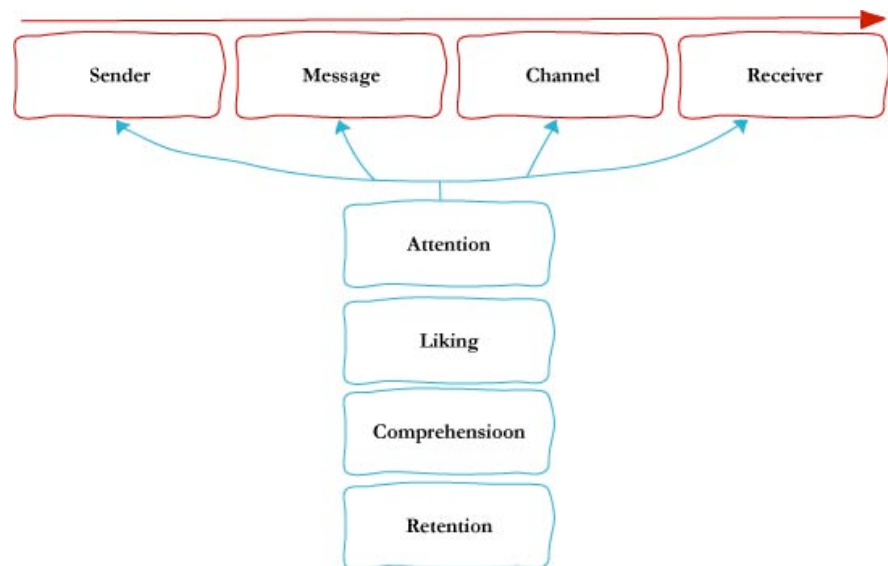 Sender
Message
Channel
Receiver
Attention
Liking
Comprehensioon
Retention